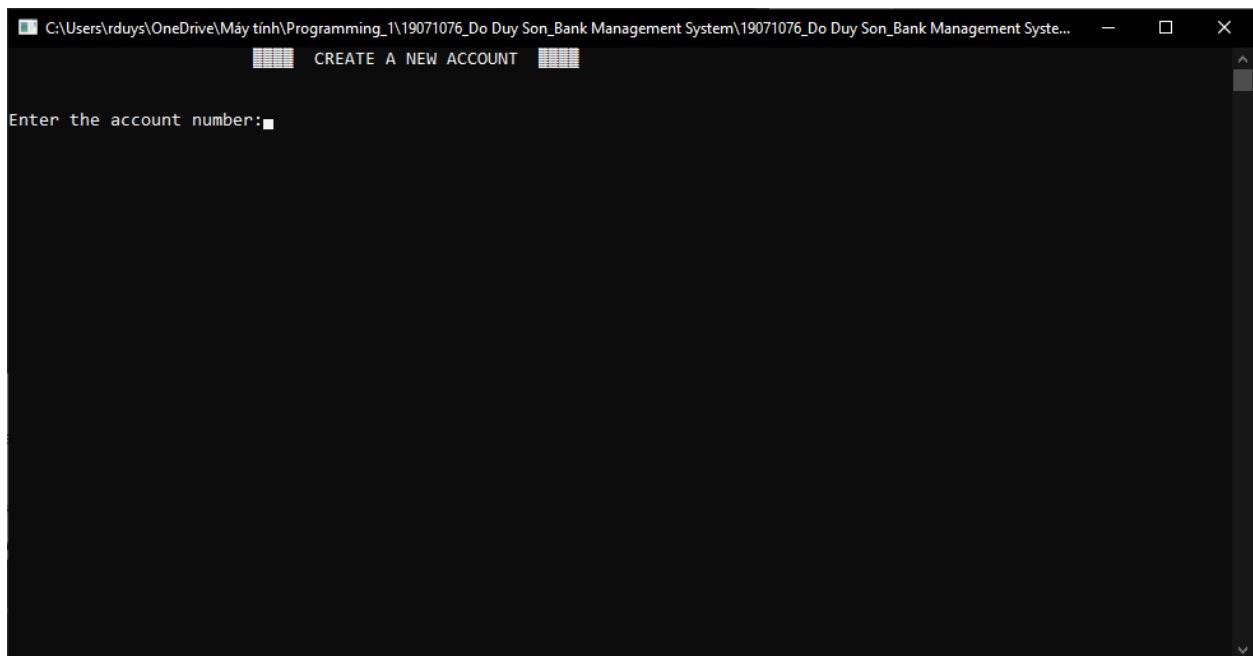 C:\Users\rduys\OneDrive\Máy tính\Programming_1\19071076_Do Duy Son_Bank Management System\19071076_Do Duy Son_Bank Management Syste...
▓▓▓▓ CREATE A NEW ACCOUNT ▓▓▓▓
Enter the account number: